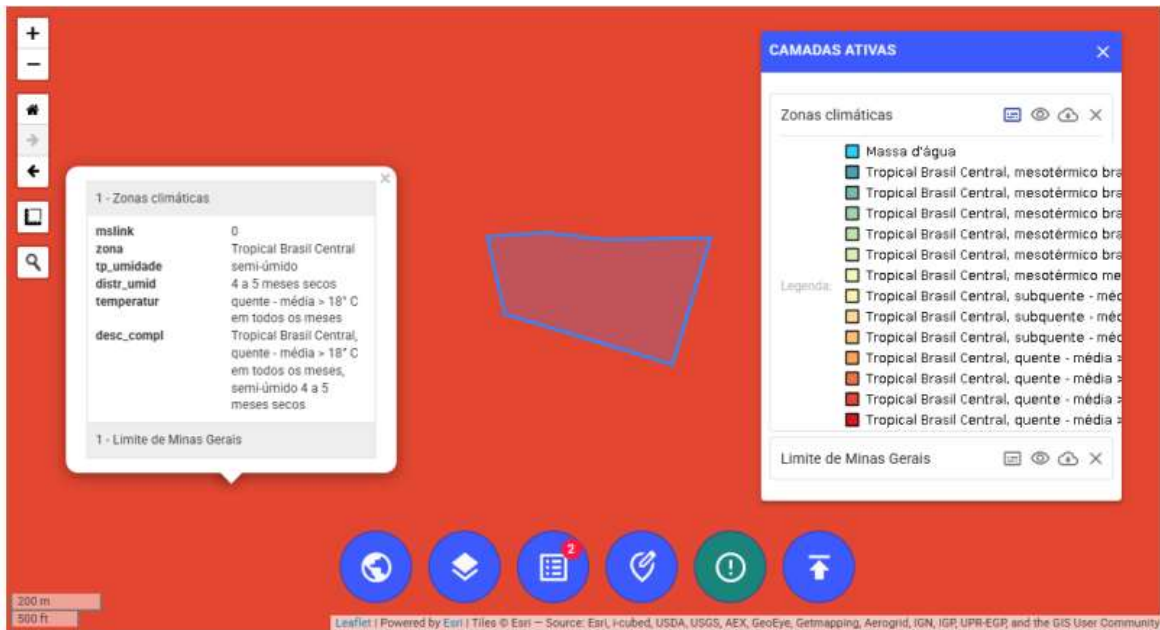 +
−
1 - Zonas climáticas
mslink 0
zona Tropical Brasil Central
tp_umidade semi-úmido
distr_umid 4 a 5 meses secos
temperatur quente - média > 18° C
em todos os meses
desc_compl Tropical Brasil Central,
quente - média > 18° C
em todos os meses,
semi-úmido 4 a 5
meses secos
1 - Limite de Minas Gerais
CAMADAS ATIVAS
Zonas climáticas
Legenda:
Massa d'água
Tropical Brasil Central, mesotérmico bra
Tropical Brasil Central, mesotérmico bra
Tropical Brasil Central, mesotérmico bra
Tropical Brasil Central, mesotérmico bra
Tropical Brasil Central, mesotérmico bra
Tropical Brasil Central, mesotérmico me
Tropical Brasil Central, subquente - méd
Tropical Brasil Central, subquente - méd
Tropical Brasil Central, subquente - méd
Tropical Brasil Central, quente - média >
Tropical Brasil Central, quente - média >
Tropical Brasil Central, quente - média >
Tropical Brasil Central, quente - média >
Limite de Minas Gerais
2
200 m
500 ft
Leaflet | Powered by Esri | Tiles © Esri — Source: Esri, i-cubed, USDA, USGS, AEX, GeoEye, Getmapping, Aerogrid, IGN, IGP, UPR-EGP, and the GIS User Community